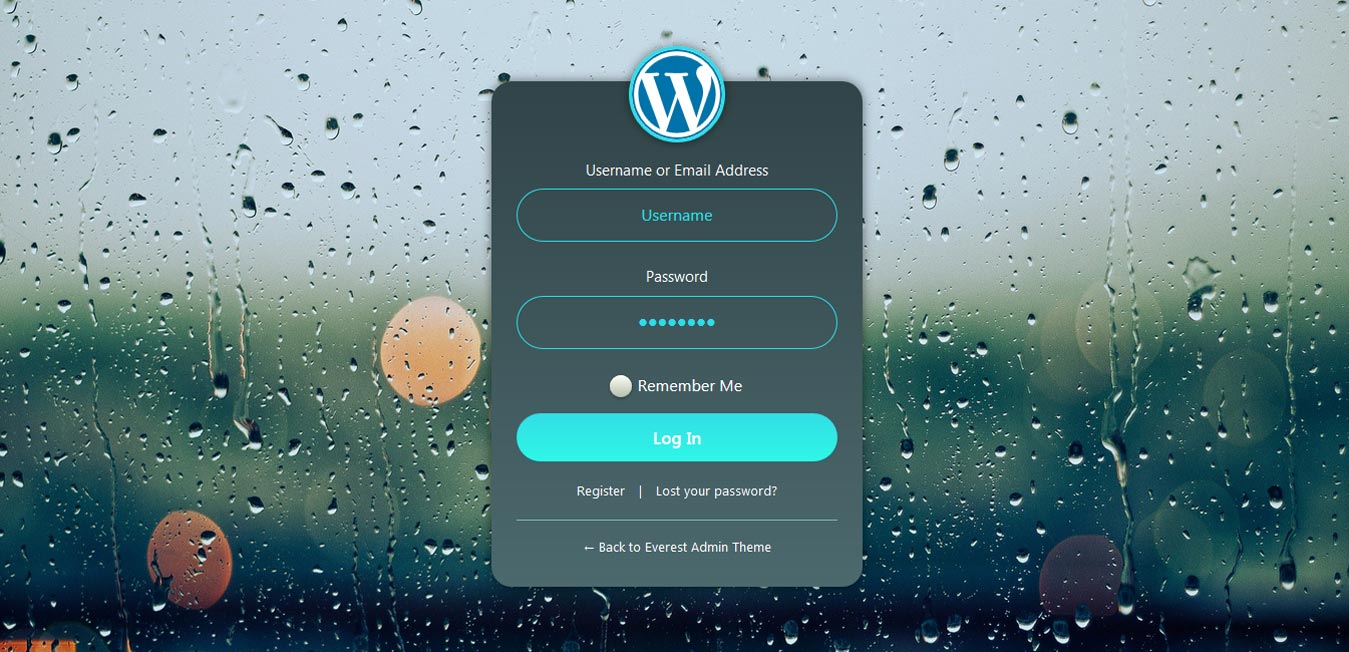 W
Username or Email Address
Username
Password
••••••••
Remember Me
Log In
Register | Lost your password?
← Back to Everest Admin Theme